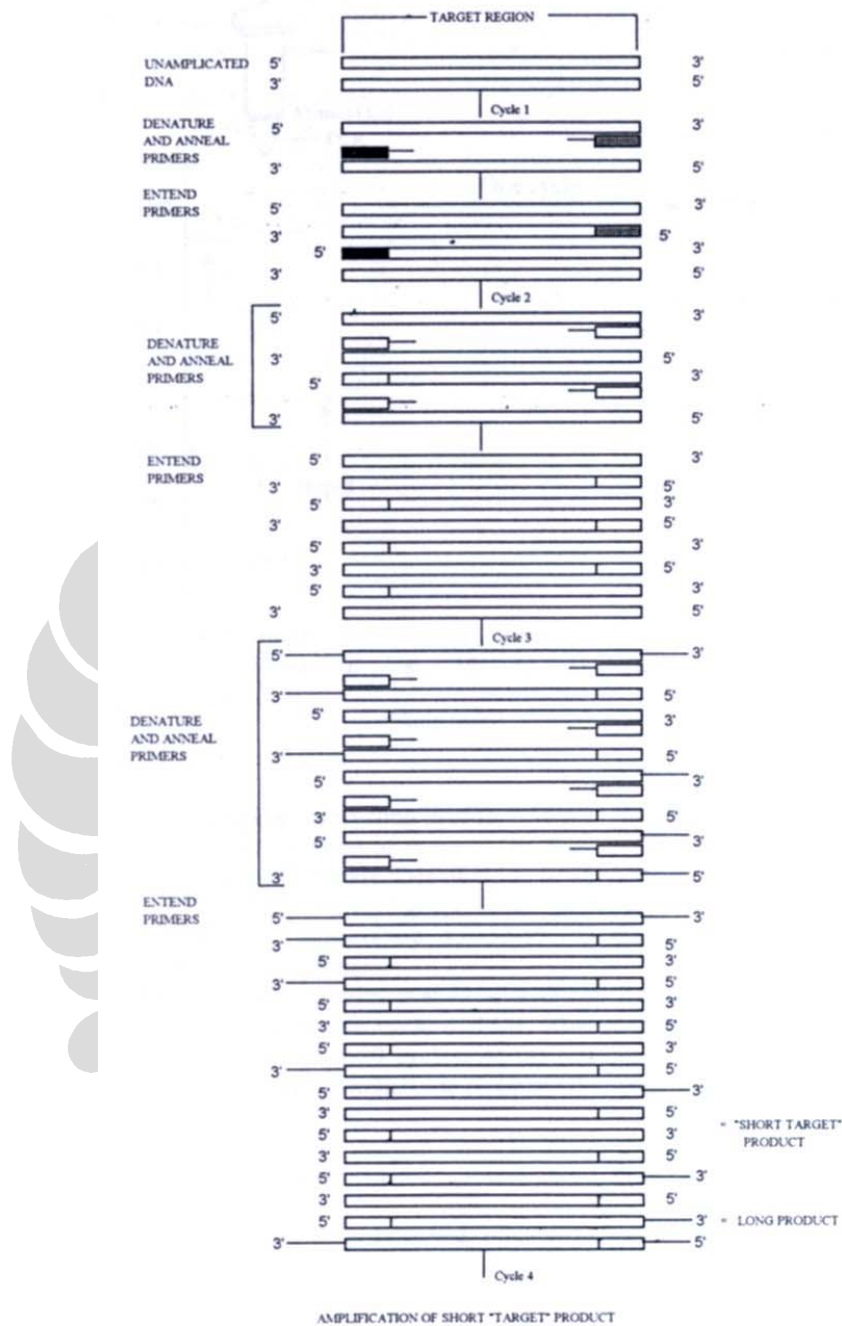 TARGET REGION
UNAMPLICATED 5' 3'
DNA 3' 5'
Cycle 1
DENATURE 5' 3'
AND ANNEAL
PRIMERS 3' 5'
ENTEND 5' 3'
PRIMERS 3' 5'
5' 3'
3' 5'
Cycle 2
5' 3'
DENATURE
AND ANNEAL 3' 5'
PRIMERS
5' 3'
3' 5'
ENTEND 5' 3'
PRIMERS 3' 5'
5' 3'
3' 5'
5' 3'
3' 5'
5' 3'
3' 5'
Cycle 3
5' 3'
3' 5'
DENATURE 5' 3'
AND ANNEAL
PRIMERS 3' 5'
5' 3'
3' 5'
5' 3'
3' 5'
ENTEND
PRIMERS 5' 3'
3' 5'
5' 3'
3' 5'
5' 3'
3' 5'
5' 3'
3' 5'
5' 3'
3' 5'
= "SHORT TARGET"
PRODUCT
5' 3'
3' 5'
5' 3'
3' 5'
5' 3' = LONG PRODUCT
3' 5'
Cycle 4
AMPLIFICATION OF SHORT "TARGET" PRODUCT